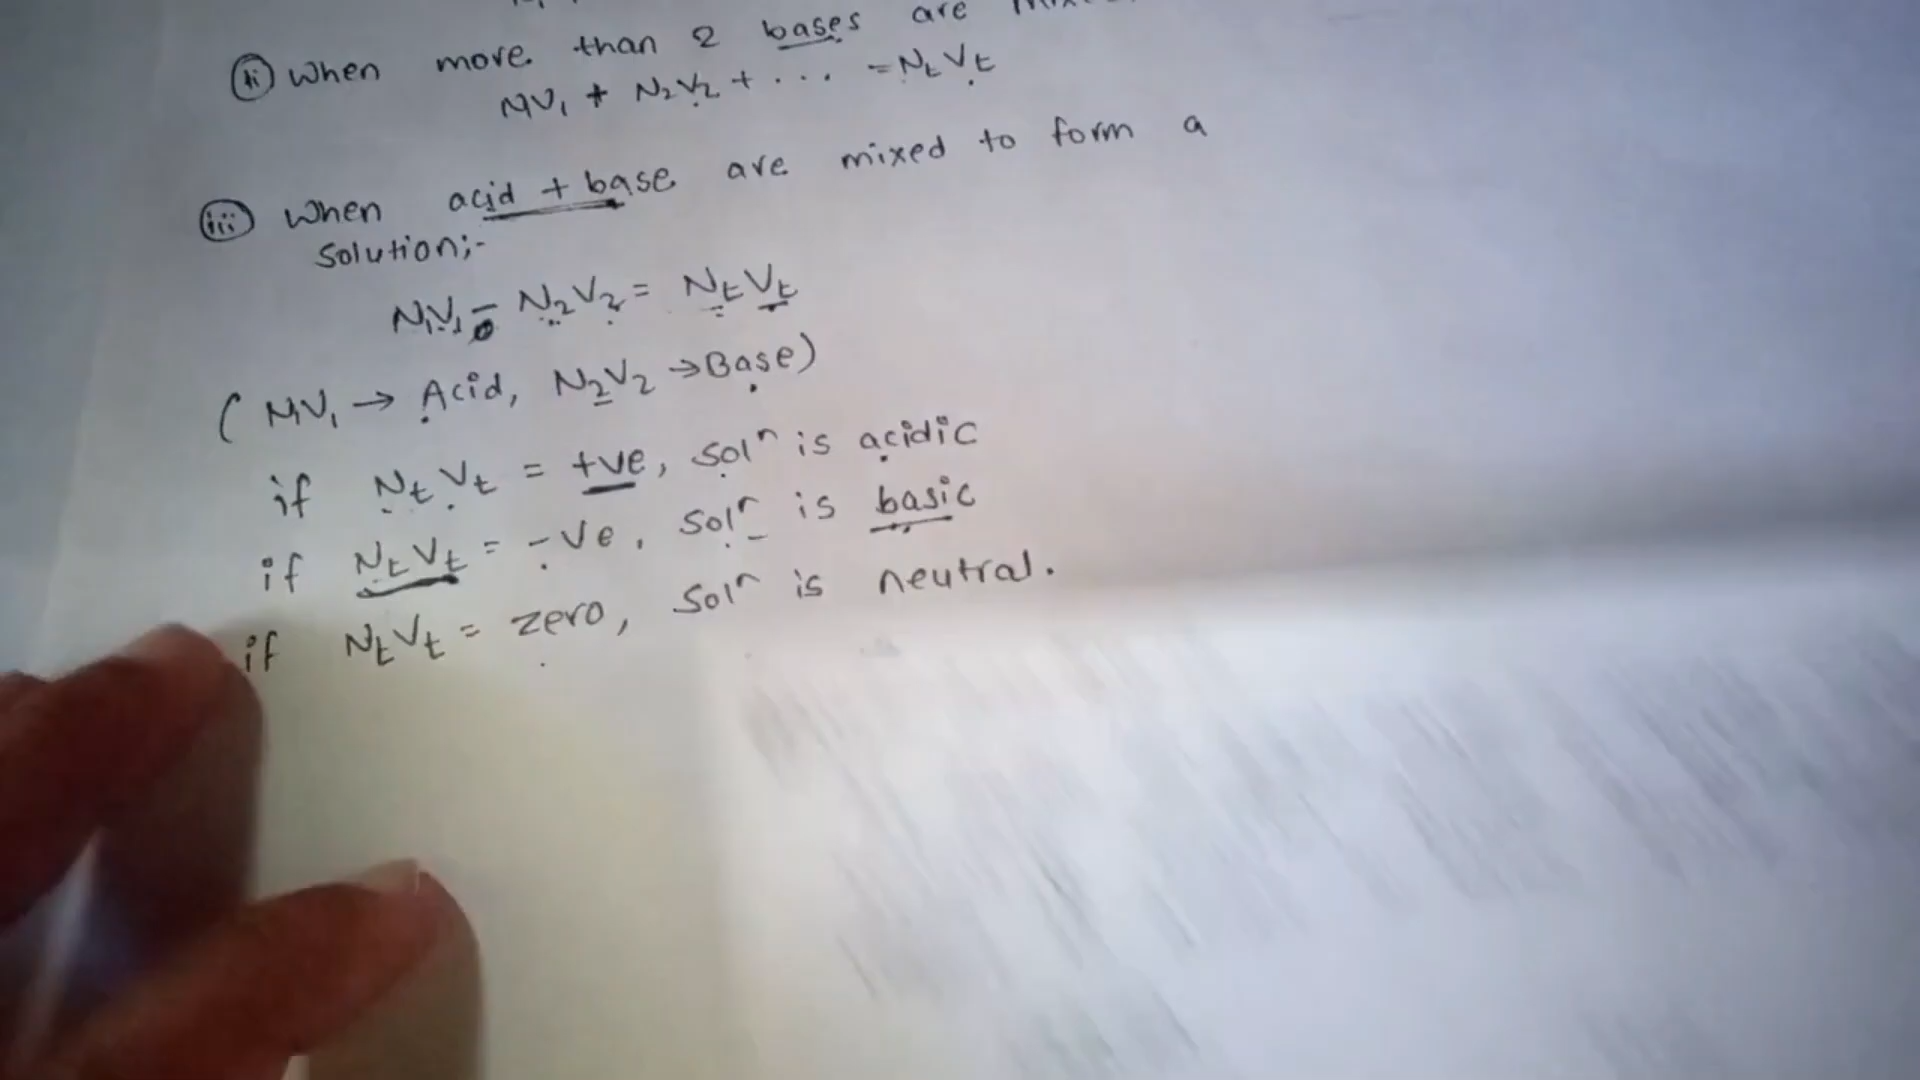 (ii) When more than 2 bases are
N₁V₁ + N₂V₂ + ... = NtVt
(iii) When acid + base are mixed to form a
solution;-
N₁V₁ - N₂V₂ = NtVt
(N₁V₁ → Acid, N₂V₂ → Base)
if NtVt = +ve, solⁿ is acidic
if NtVt = -ve, solⁿ is basic
if NtVt = zero, solⁿ is neutral.